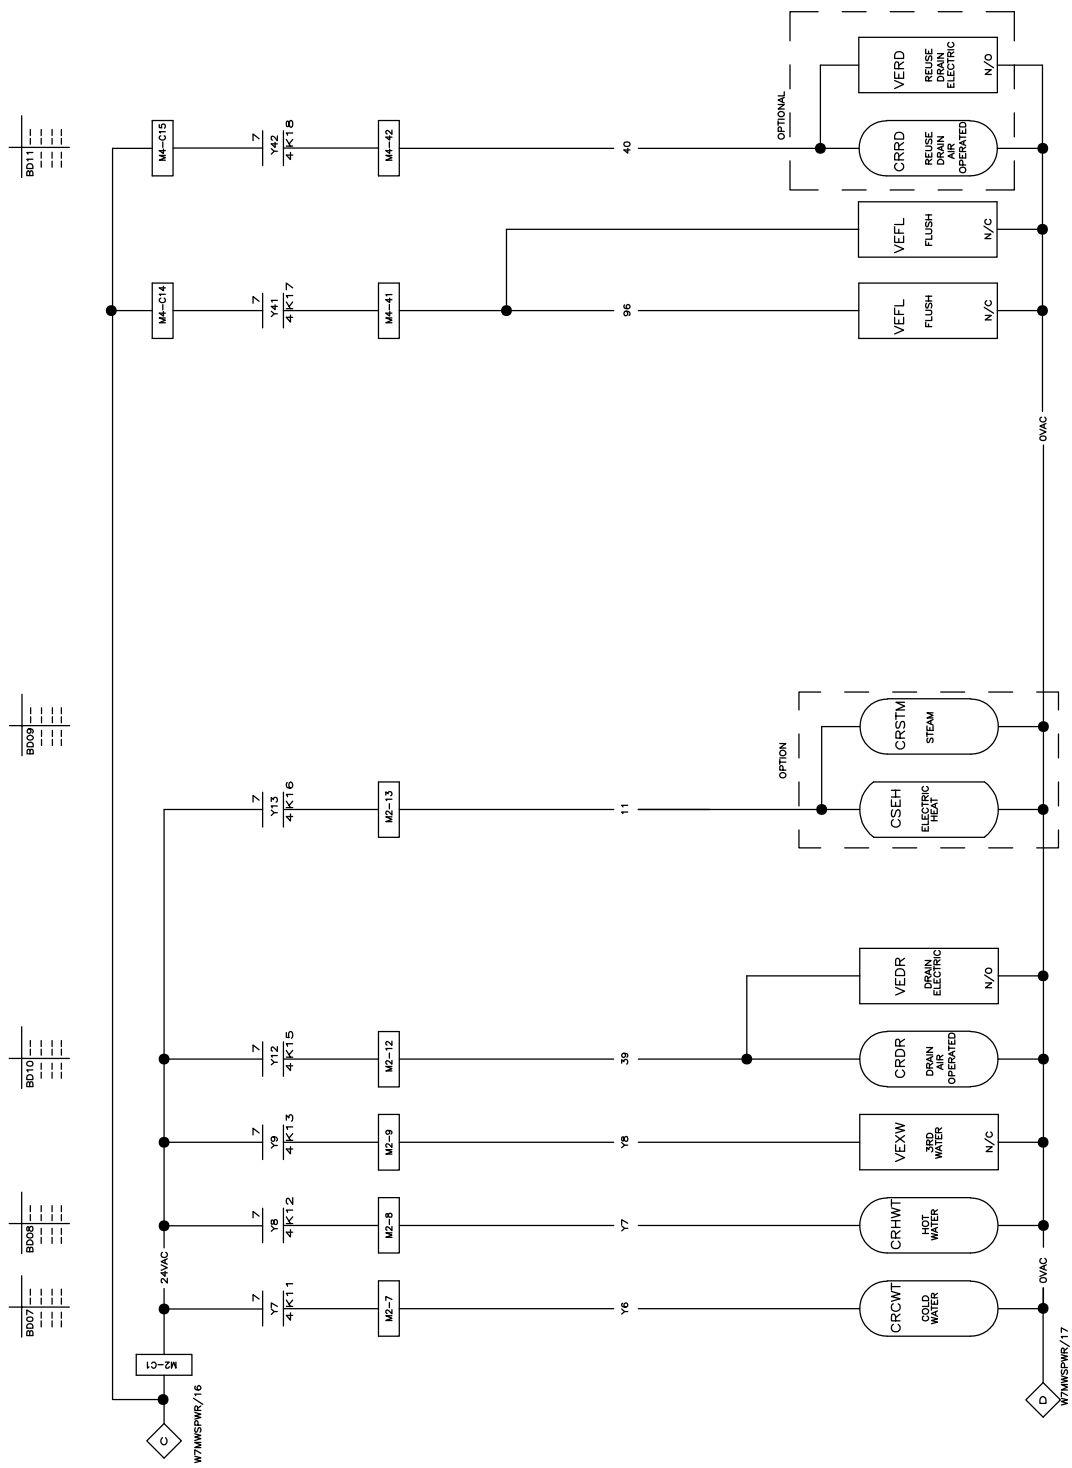 BD11
M4-C15
7
Y42
4 K18
M4-42
40
OPTIONAL
VERD
REUSE
DRAIN
ELECTRIC
N/O
CRRD
REUSE
DRAIN
AIR
OPERATED
VEFL
FLUSH
N/C
M4-C14
7
Y41
4 K17
M4-41
96
VEFL
FLUSH
N/C
0VAC
BD09
7
Y13
4 K16
M2-13
11
OPTION
CRSTM
STEAM
CSEH
ELECTRIC
HEAT
VEDR
DRAIN
ELECTRIC
N/O
BD10
7
Y12
4 K15
M2-12
39
CRDR
DRAIN
AIR
OPERATED
7
Y9
4 K13
M2-9
Y8
VEXW
3RD
WATER
N/C
BD08
7
Y8
4 K12
M2-8
Y7
CRHWT
HOT
WATER
24VAC
0VAC
BD07
7
Y7
4 K11
M2-7
Y6
CRCWT
COLD
WATER
M2-C1
C
W7MWSPWR/16
D
W7MWSPWR/17